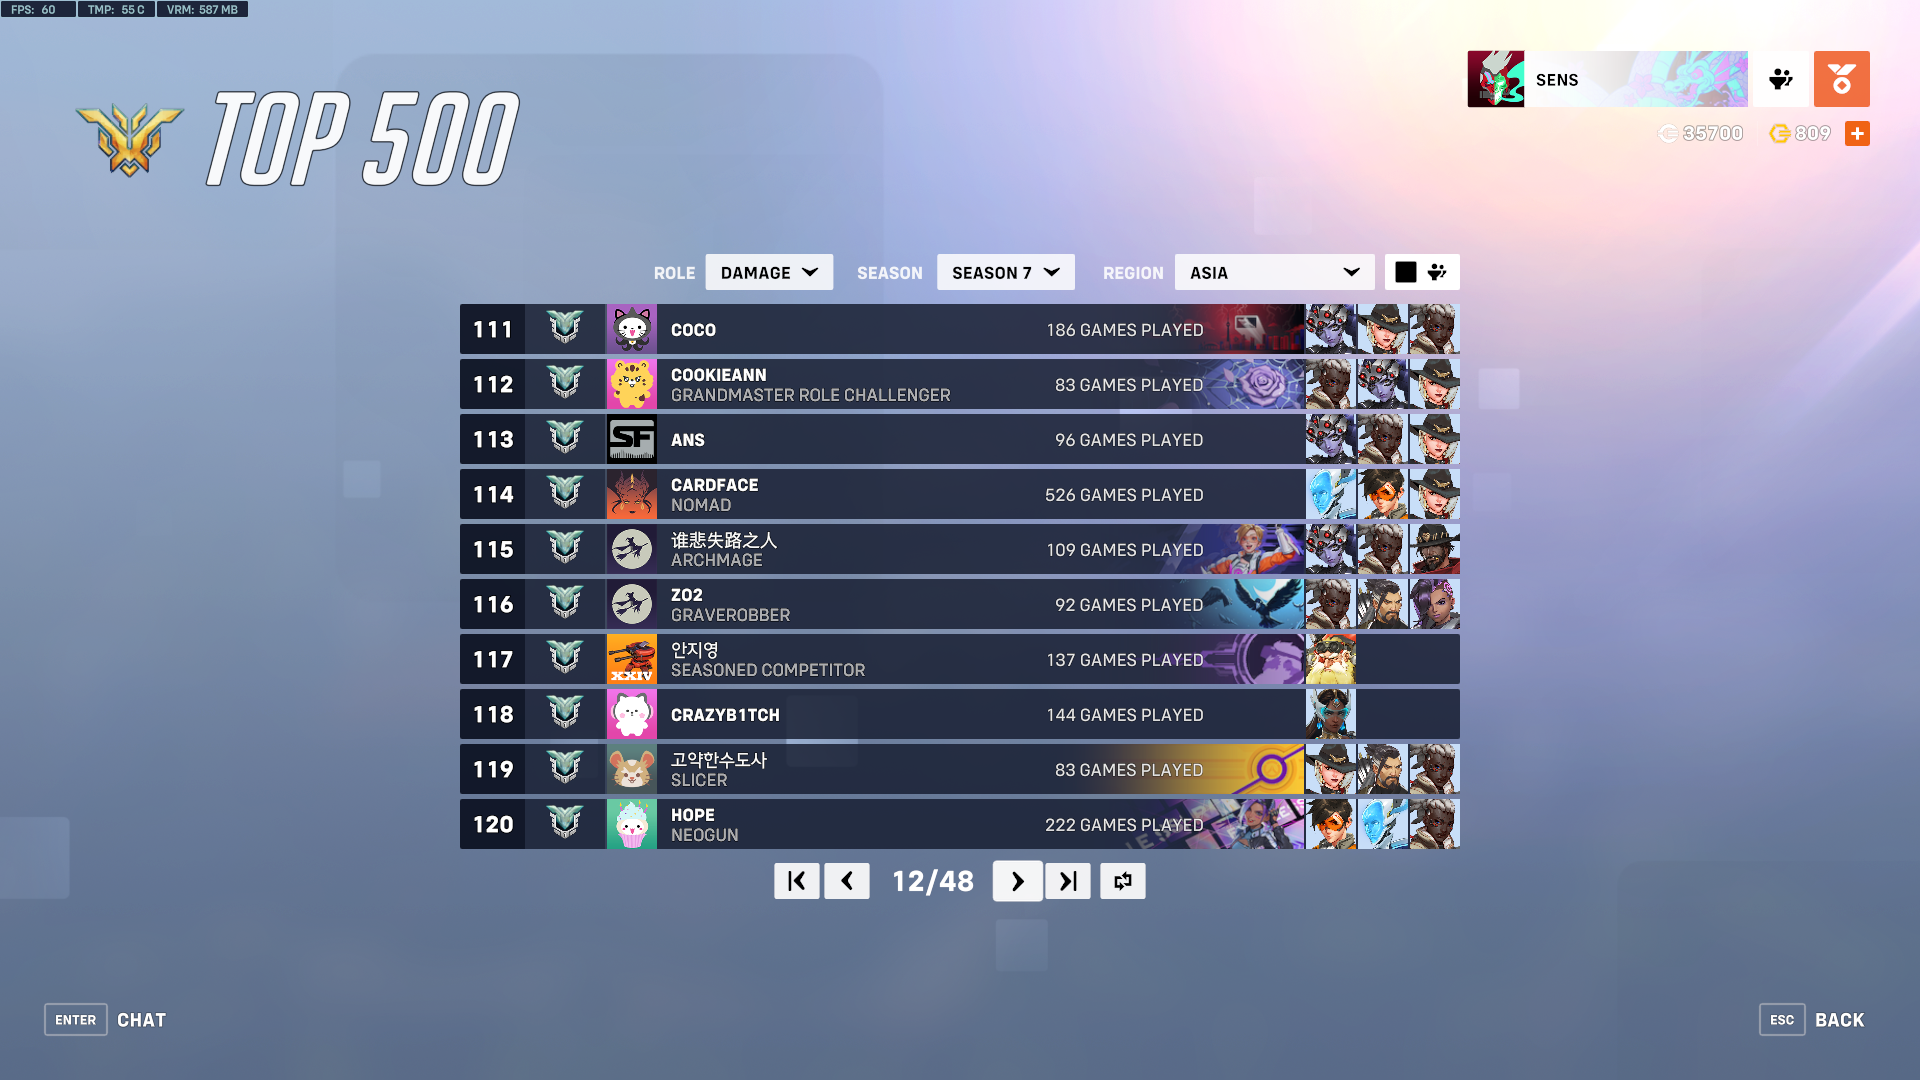 FPS: 60 TMP: 55 C VRM: 587 MB
TOP 500
SENS
35700 809
ROLE DAMAGE SEASON SEASON 7 REGION ASIA
111 COCO 186 GAMES PLAYED
112 COOKIEANN 83 GAMES PLAYED
GRANDMASTER ROLE CHALLENGER
113 SF ANS 96 GAMES PLAYED
114 CARDFACE 526 GAMES PLAYED
NOMAD
115 谁悲失路之人 109 GAMES PLAYED
ARCHMAGE
116 ZO2 92 GAMES PLAYED
GRAVEROBBER
117 안지영 137 GAMES PLAYED
XXIV SEASONED COMPETITOR
118 CRAZYB1TCH 144 GAMES PLAYED
119 고약한수도사 83 GAMES PLAYED
SLICER
120 HOPE 222 GAMES PLAYED
NEOGUN
12/48
ENTER CHAT
ESC BACK